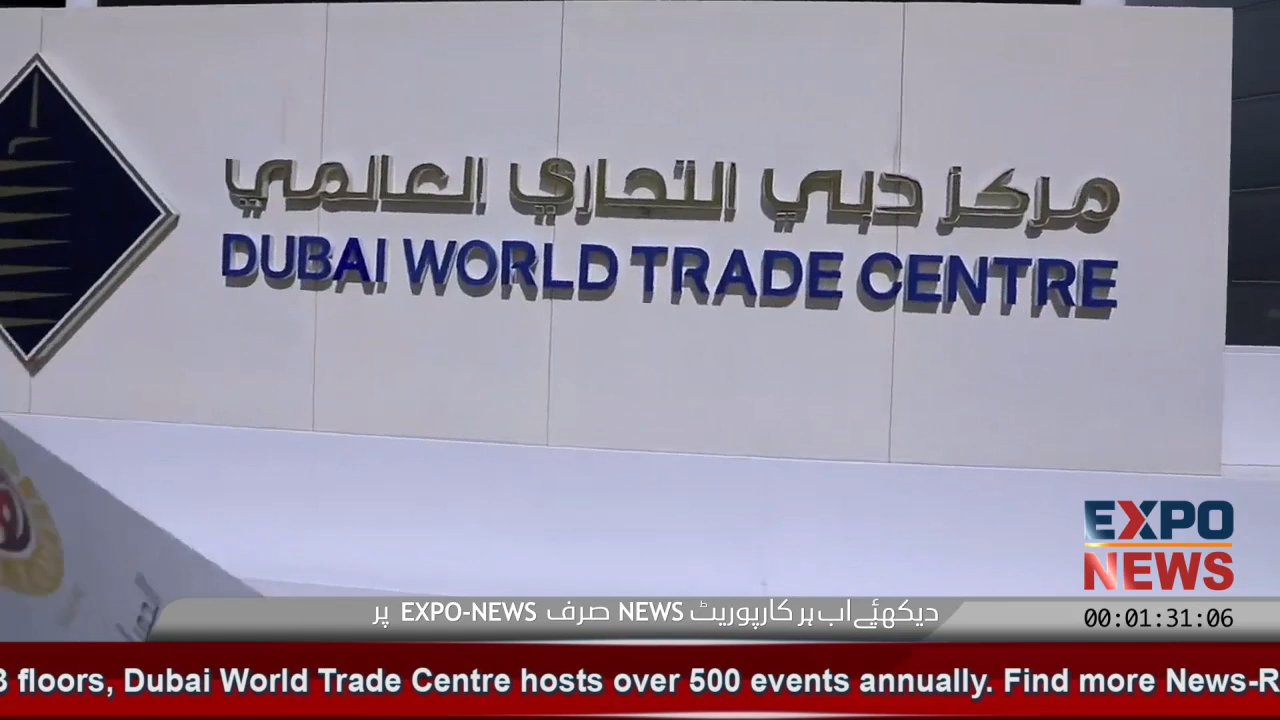 مركز دبي التجاري العالمي
DUBAI WORLD TRADE CENTRE
EXPO
NEWS
دیکھئے اب ہر کارپوریٹ NEWS صرف EXPO-NEWS پر
00:01:31:06
3 floors, Dubai World Trade Centre hosts over 500 events annually. Find more News-R